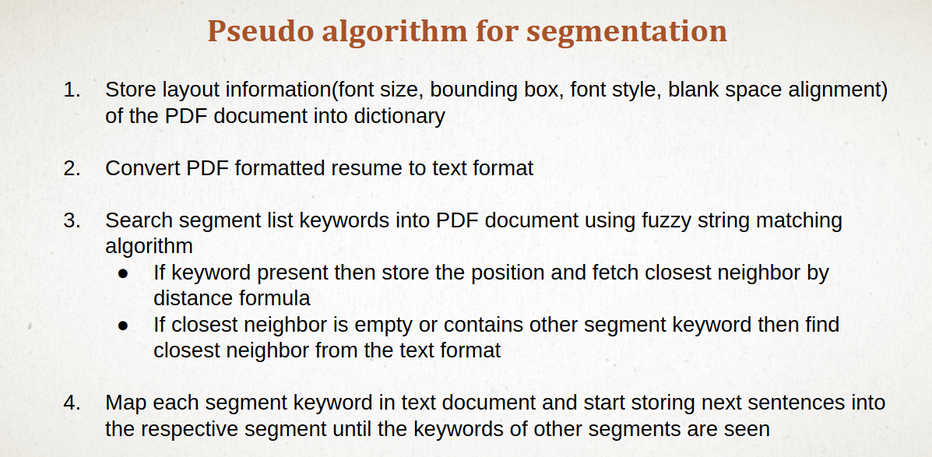 Pseudo algorithm for segmentation
1. Store layout information(font size, bounding box, font style, blank space alignment)
of the PDF document into dictionary
2. Convert PDF formatted resume to text format
3. Search segment list keywords into PDF document using fuzzy string matching
algorithm
● If keyword present then store the position and fetch closest neighbor by
distance formula
● If closest neighbor is empty or contains other segment keyword then find
closest neighbor from the text format
4. Map each segment keyword in text document and start storing next sentences into
the respective segment until the keywords of other segments are seen